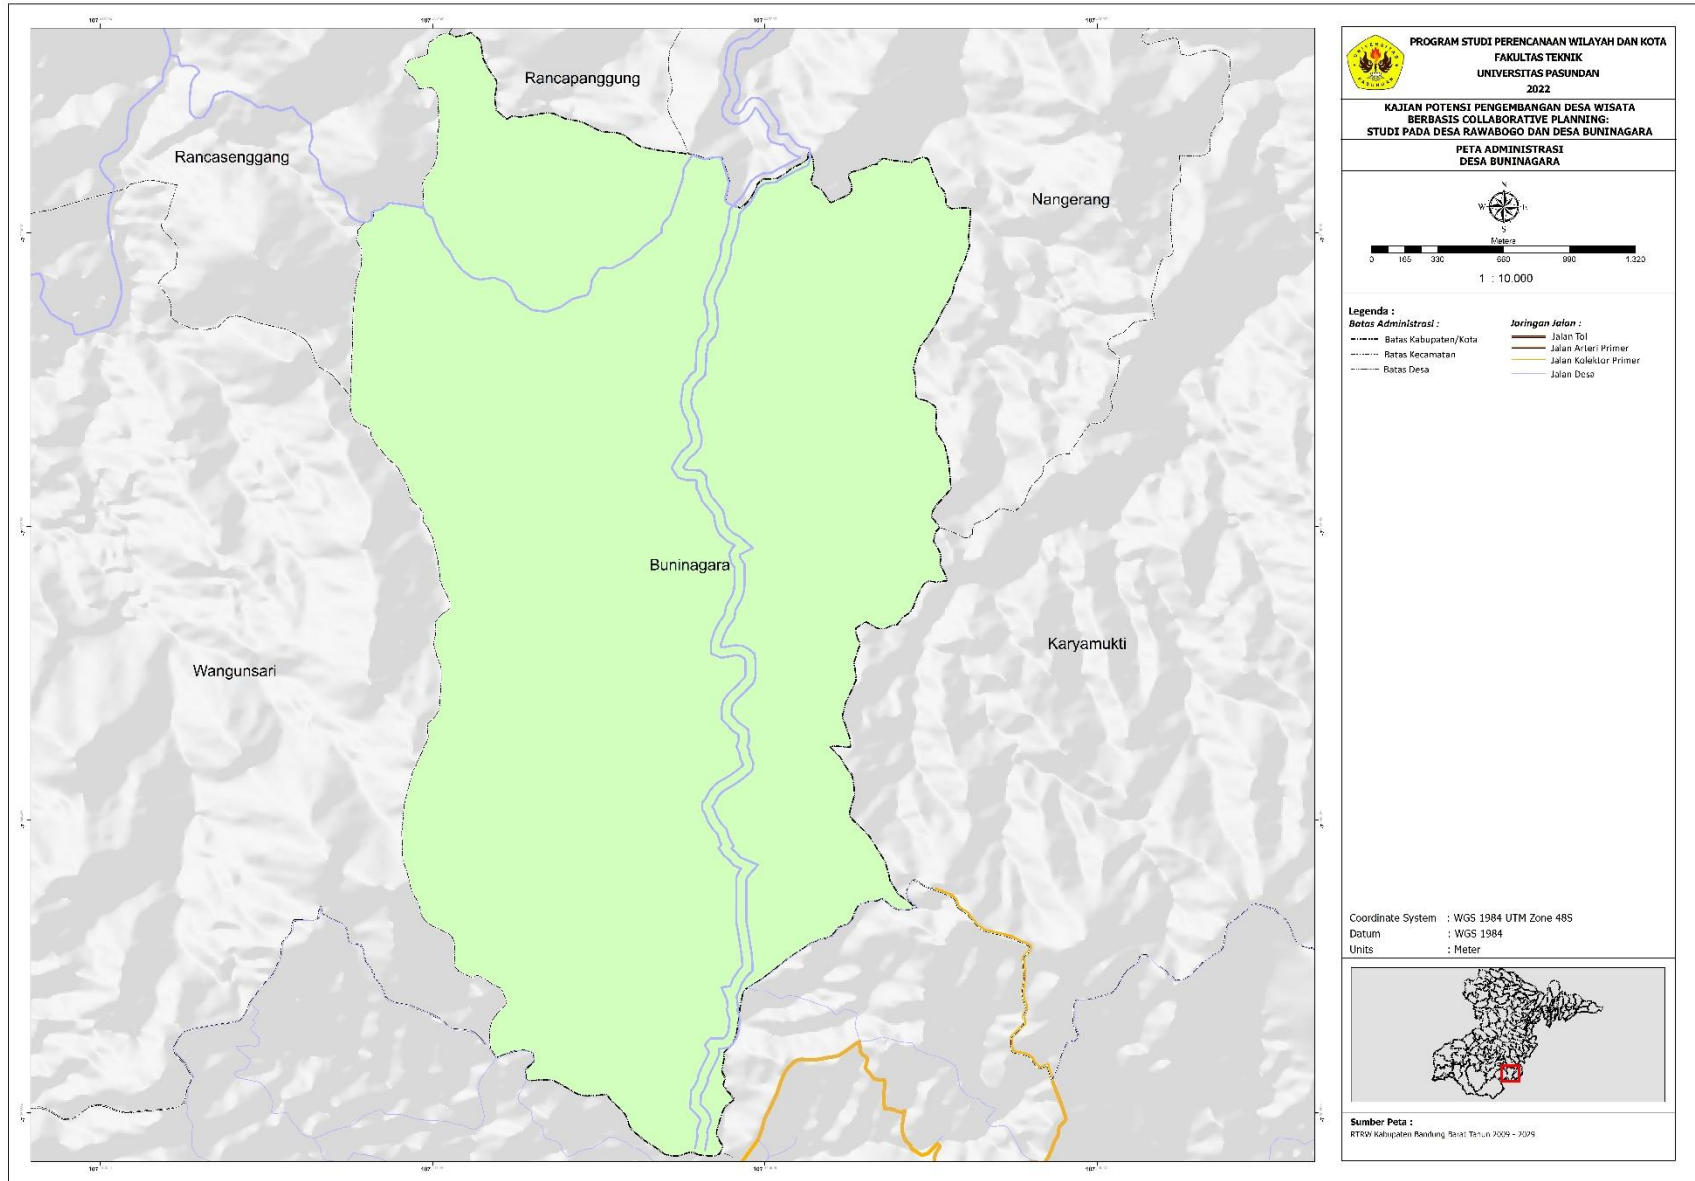 PROGRAM STUDI PERENCANAAN WILAYAH DAN KOTA
FAKULTAS TEKNIK
UNIVERSITAS PASUNDAN
2022
KAJIAN POTENSI PENGEMBANGAN DESA WISATA
BERBASIS COLLABORATIVE PLANNING:
STUDI PADA DESA RAWABOGO DAN DESA BUNINAGARA
PETA ADMINISTRASI
DESA BUNINAGARA
N
W E
S
Meters
0 165 330 660 990 1.320
1 : 10.000
Legenda :
Batas Administrasi :
Batas Kabupaten/Kota
Batas Kecamatan
Batas Desa
Jaringan Jalan :
Jalan Tol
Jalan Arteri Primer
Jalan Kolektor Primer
Jalan Desa
Coordinate System : WGS 1984 UTM Zone 48S
Datum : WGS 1984
Units : Meter
Sumber Peta :
RTRW Kabupaten Bandung Barat Tahun 2009 - 2029
Rancapanggung
Rancasenggang
Nangerang
Buninagara
Karyamukti
Wangunsari